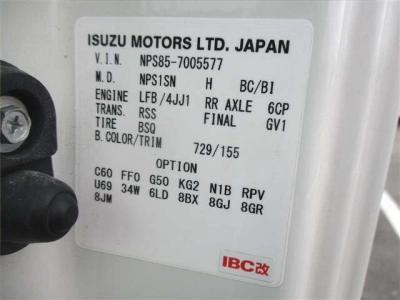 ISUZU MOTORS LTD. JAPAN
V.I.N. NPS85-7005577
M.D. NPS1SN H BC/BI
ENGINE LFB/4JJ1 RR AXLE 6CP
TRANS. RSS FINAL GV1
TIRE BSQ
B.COLOR/TRIM 729/155
OPTION
C60 FF0 G50 KG2 N1B RPV
U69 34W 6LD 8BX 8GJ 8GR
8JM
IBC改